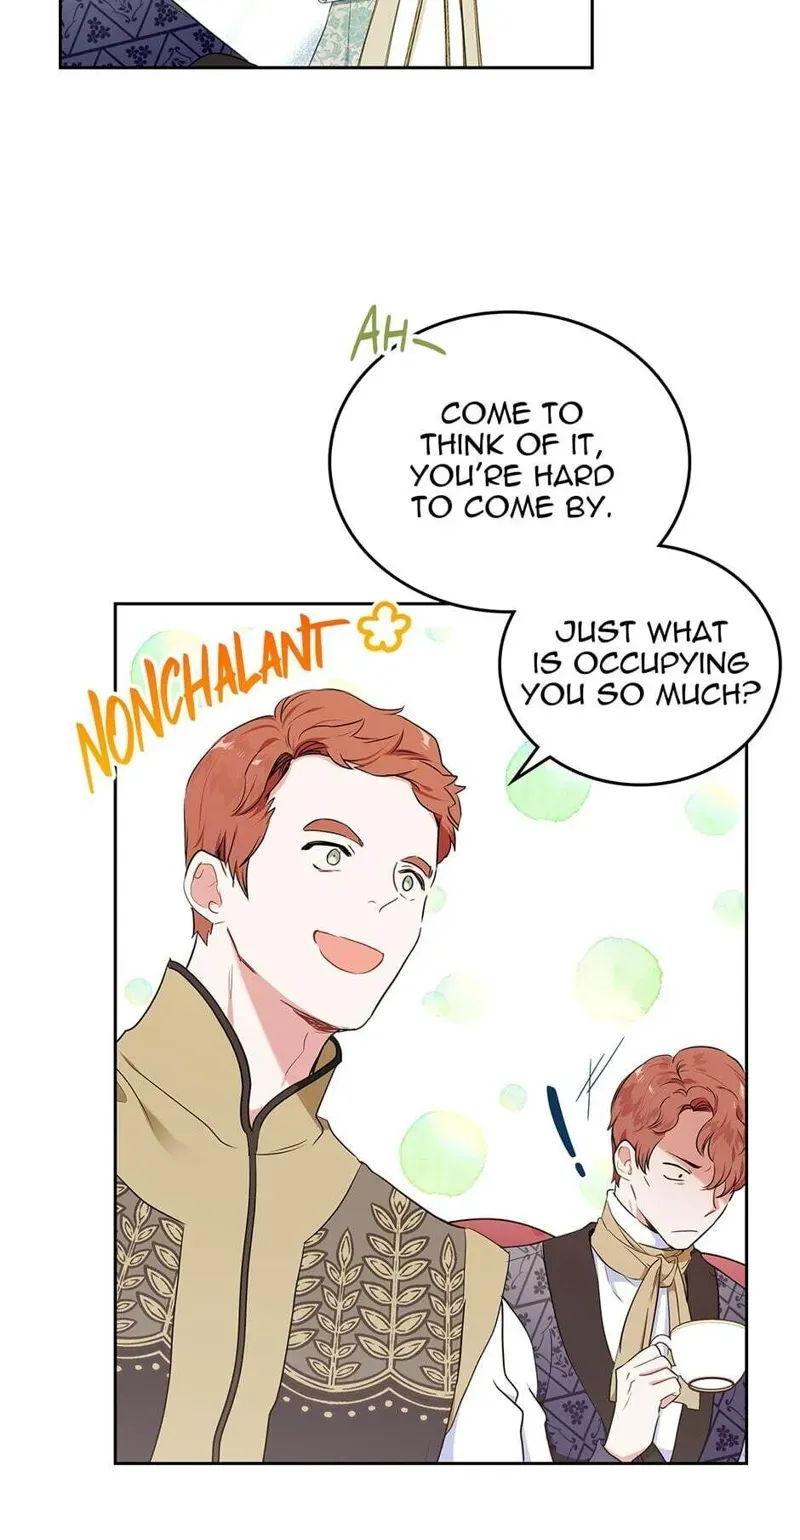 AH
COME TO
THINK OF IT,
YOU'RE HARD
TO COME BY.
JUST WHAT
IS OCCUPYING
YOU SO MUCH?
NONCHALANT
!